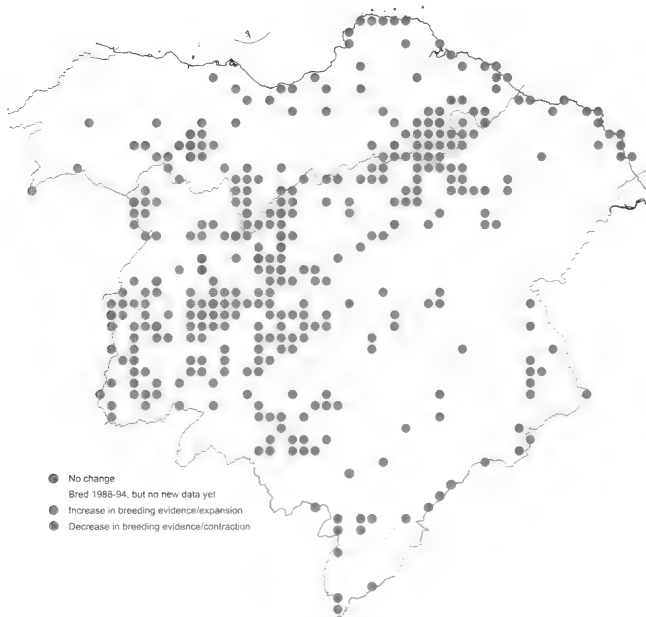 No change
Bred 1988-94, but no new data yet
Increase in breeding evidence/expansion
Decrease in breeding evidence/contraction